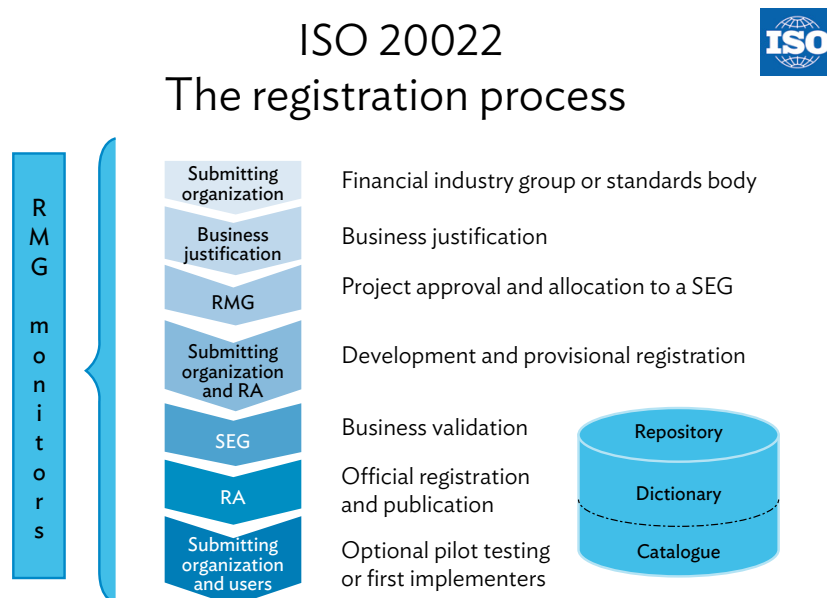 ISO 20022
The registration process
ISO
RMG monitors
Submitting
organization
Financial industry group or standards body
Business
justification
Business justification
RMG
Project approval and allocation to a SEG
Submitting
organization
and RA
Development and provisional registration
SEG
Business validation
RA
Official registration
and publication
Submitting
organization
and users
Optional pilot testing
or first implementers
Repository
Dictionary
Catalogue